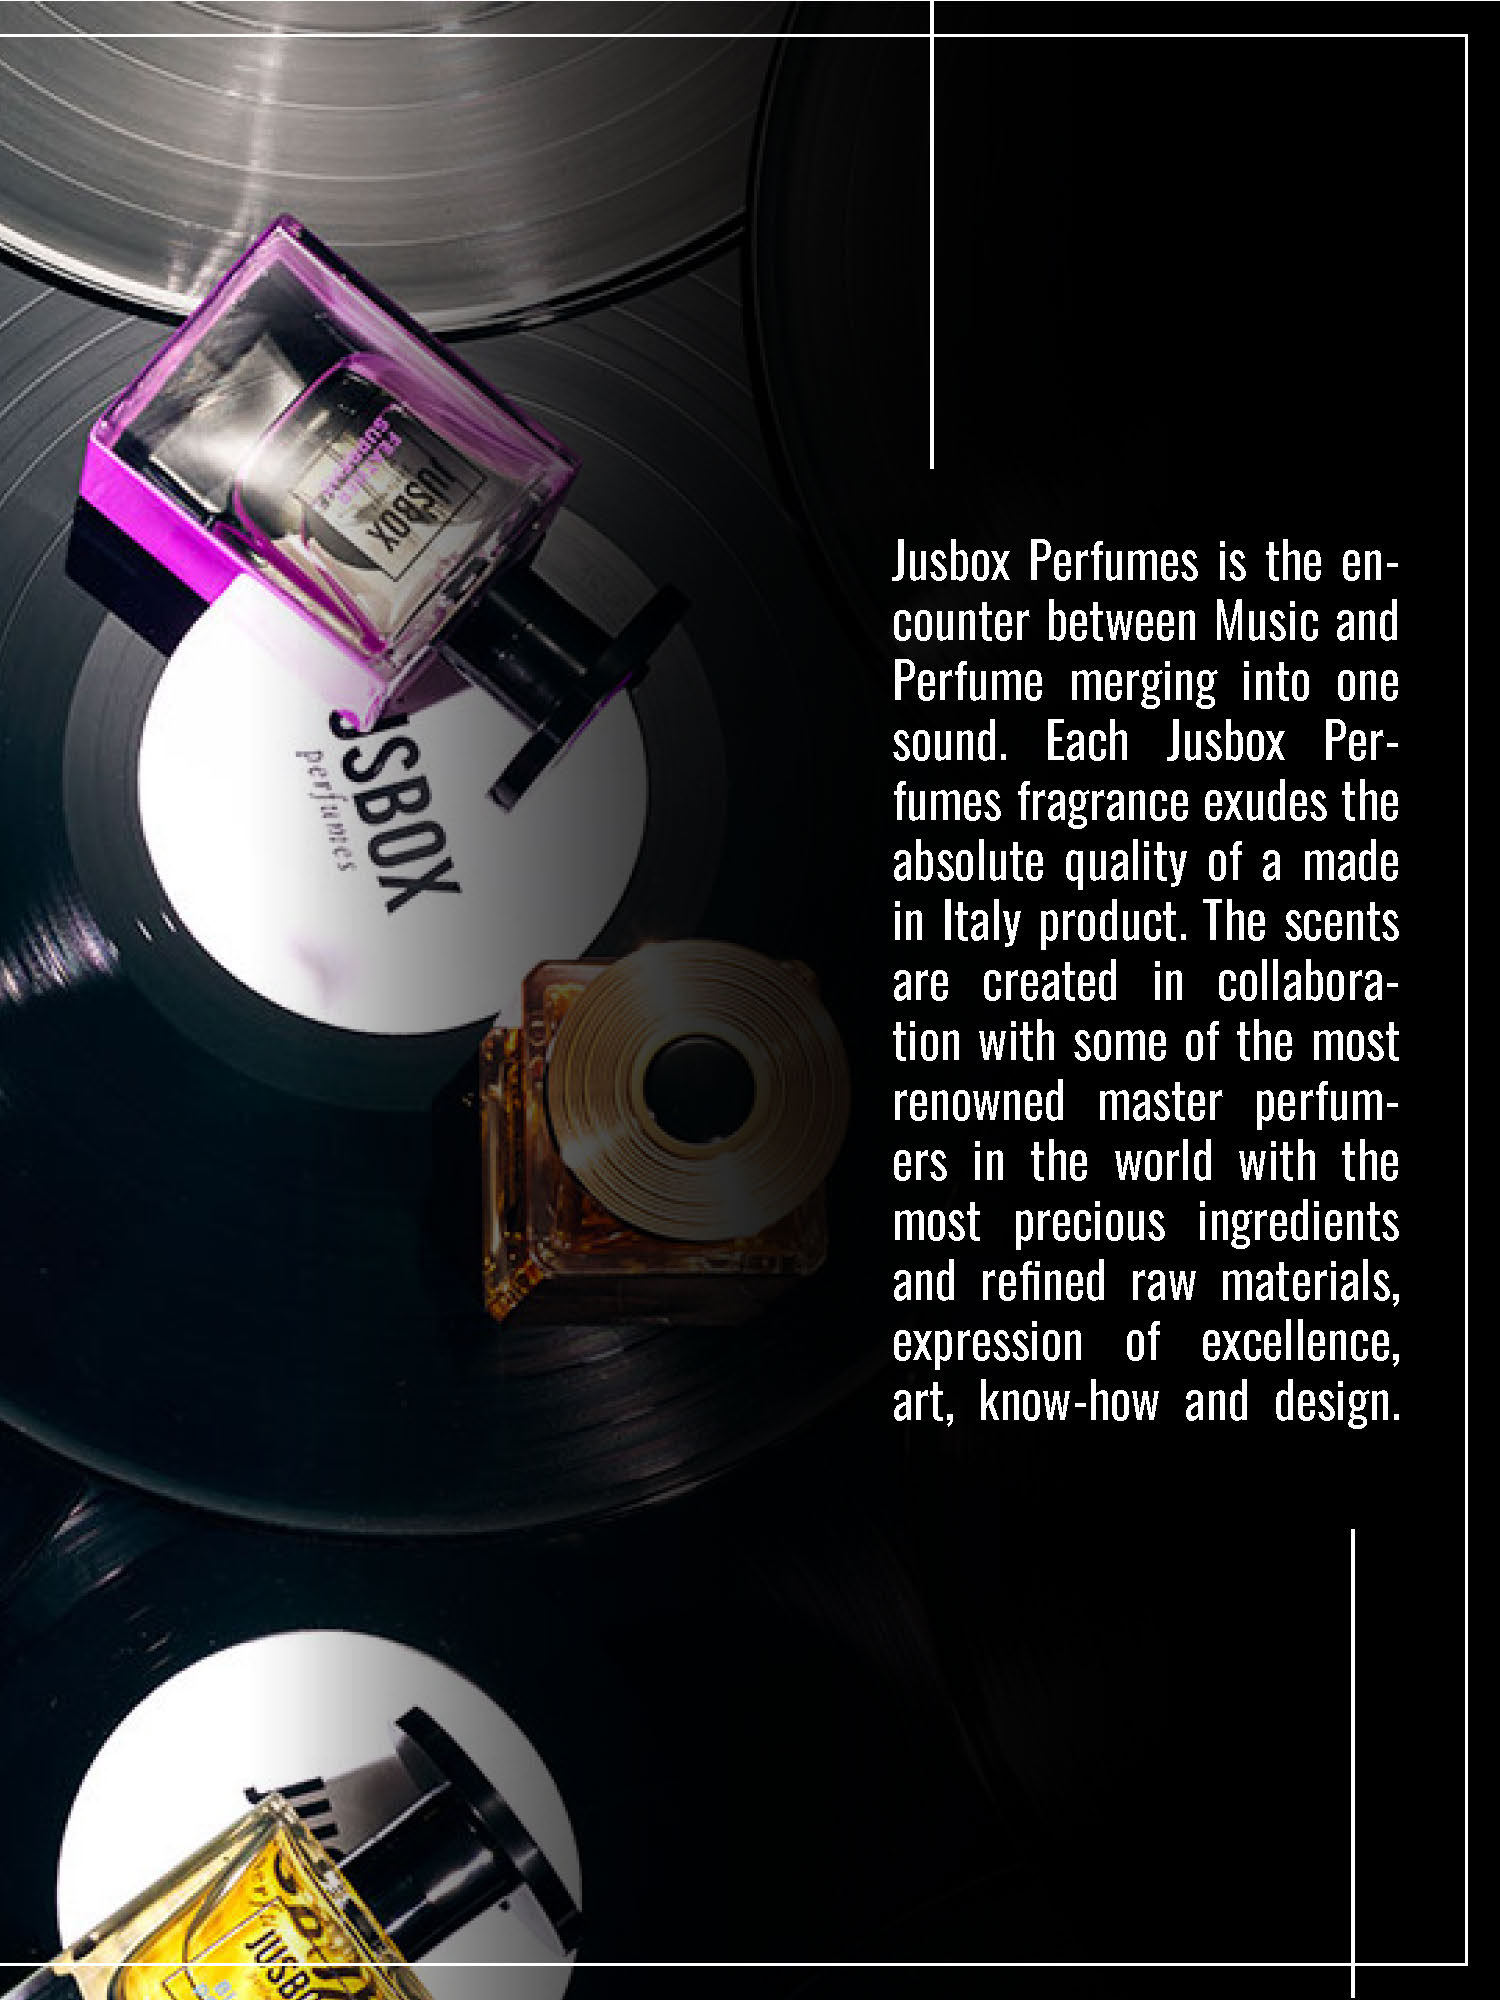 JUSBOX
JUSBOX
perfumes
Jusbox Perfumes is the en-
counter between Music and
Perfume merging into one
sound. Each Jusbox Per-
fumes fragrance exudes the
absolute quality of a made
in Italy product. The scents
are created in collabora-
tion with some of the most
renowned master perfum-
ers in the world with the
most precious ingredients
and refined raw materials,
expression of excellence,
art, know-how and design.
JUSBO